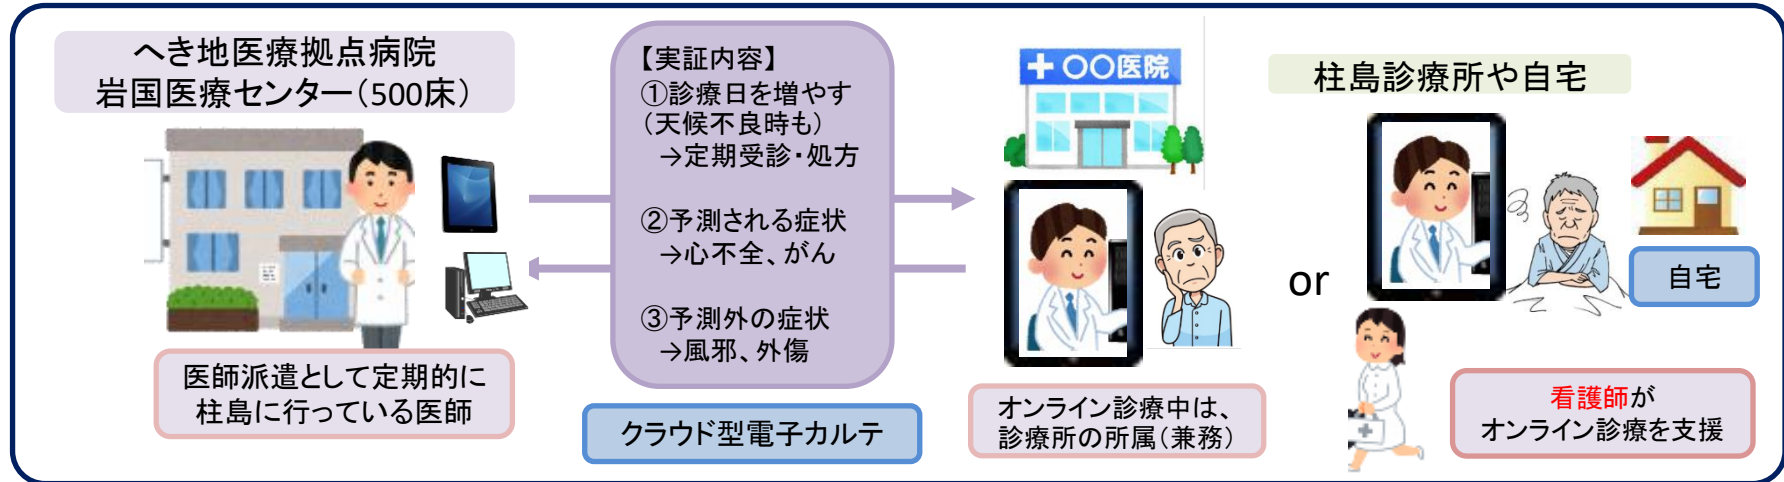 へき地医療拠点病院
岩国医療センター（500床）
医師派遣として定期的に
柱島に行っている医師
【実証内容】
①診療日を増やす
（天候不良時も）
→定期受診・処方
②予測される症状
→心不全、がん
③予測外の症状
→風邪、外傷
クラウド型電子カルテ
＋〇〇医院
オンライン診療中は、
診療所の所属（兼務）
or
柱島診療所や自宅
自宅
看護師が
オンライン診療を支援